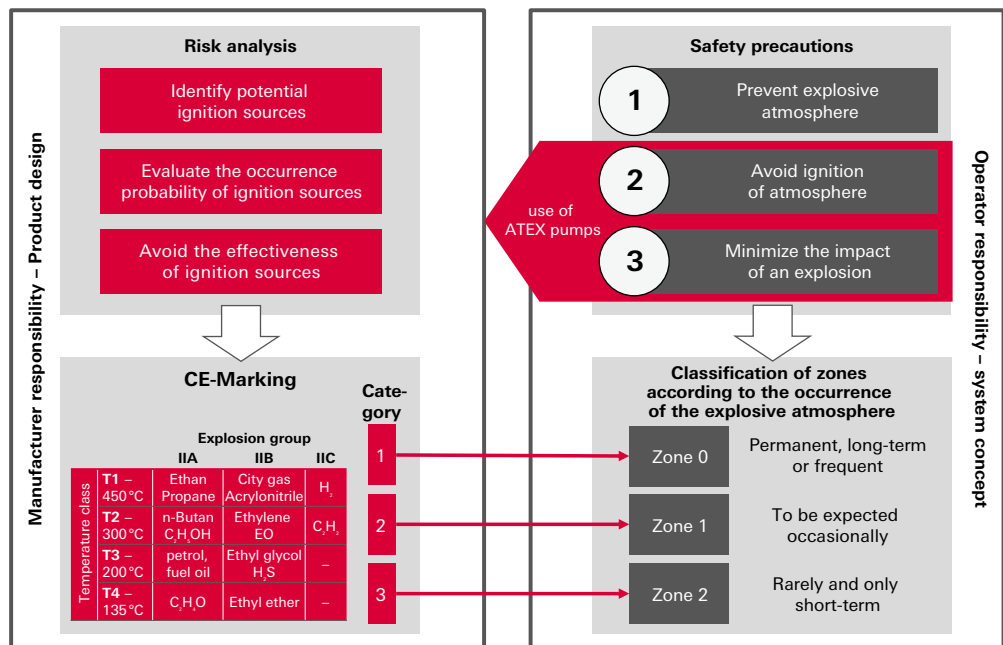 Manufacturer responsibility – Product design
Risk analysis
Identify potential
ignition sources
Evaluate the occurrence
probability of ignition sources
Avoid the effectiveness
of ignition sources
CE-Marking
Cate-
gory
Explosion group
IIA IIB IIC
Temperature class
T1 –
450 °C
Ethan
Propane
City gas
Acrylonitrile
H₂
T2 –
300 °C
n-Butan
C₂H₅OH
Ethylene
EO
C₂H₂
T3 –
200 °C
petrol,
fuel oil
Ethyl glycol
H₂S
–
T4 –
135 °C
C₂H₄O
Ethyl ether
–
1
2
3
Safety precautions
1
Prevent explosive
atmosphere
2
Avoid ignition
of atmosphere
3
Minimize the impact
of an explosion
use of
ATEX pumps
Classification of zones
according to the occurrence
of the explosive atmosphere
Zone 0
Permanent, long-term
or frequent
Zone 1
To be expected
occasionally
Zone 2
Rarely and only
short-term
Operator responsibility – system concept